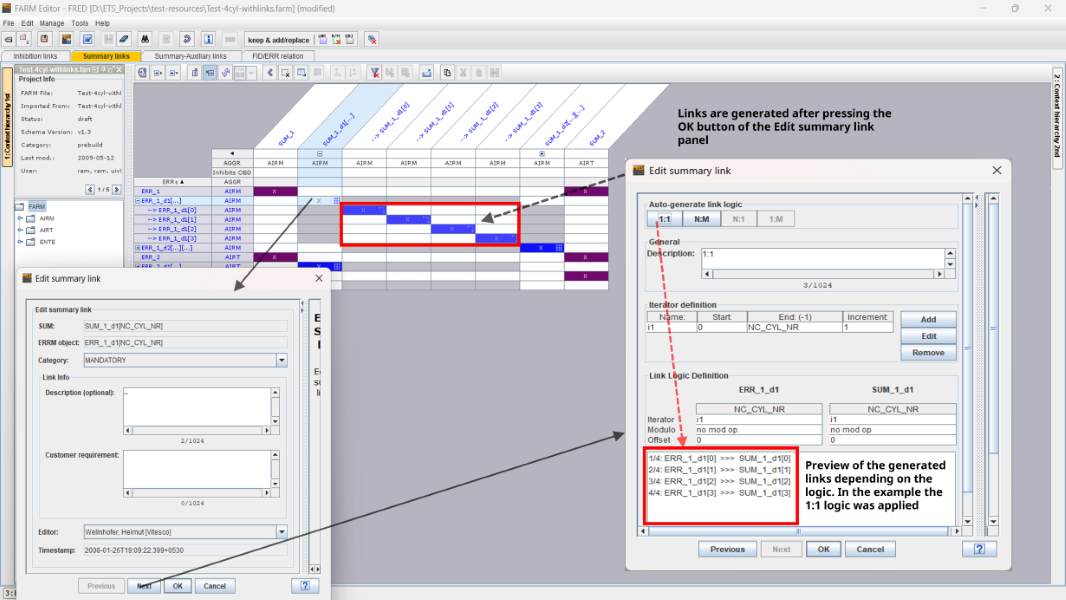 FARM Editor - FRED [D:\ETS_Projects\test-resources\Test-4cyl-withlinks.farm] (modified)
File Edit Manage Tools Help
keep & add/replace
Inhibition links Summary links Summary-Auxiliary links FID/ERR relation
1:Context hierarchy 1st
2 : Context hierarchy 2nd
Test-4cyl-withlinks.farm
Project Info
FARM File: Test-4cyl-withl
Imported From: Test-4cyl-withl
Status: draft
Schema Version: v1.3
Category: prebuild
Last mod.: 2009-05-12
User: ram, ram, uivl
1 / 5
FARM
AIRM
AIRT
ENTE
SUM_1
SUM_1_d1[...]
--> SUM_1_d1[0]
--> SUM_1_d1[1]
--> SUM_1_d1[2]
--> SUM_1_d1[3]
SUM_1_d2[...][...]
SUM_2
AGGR AIRM AIRM AIRM AIRM AIRM AIRM AIRM AIRT
Inhibits OBD
ERRs AGGR
ERR_1 AIRM X X
ERR_1_d1[...] AIRM X
--> ERR_1_d1[0] AIRM X
--> ERR_1_d1[1] AIRM X
--> ERR_1_d1[2] AIRM X
--> ERR_1_d1[3] AIRM X
ERR_1_d2[...][...] AIRM X
ERR_2 AIRT X
ERR_2_d1[...] AIRT X
X
Links are generated after pressing the
OK button of the Edit summary link
panel
Edit summary link
Edit summary link
SUM: SUM_1_d1[NC_CYL_NR]
ERRM object: ERR_1_d1[NC_CYL_NR]
Category: MANDATORY
Link Info
Description (optional): --
2/1024
Customer requirement:
0/1024
Editor: Wellnhofer, Helmut [Vitesco]
Timestamp: 2008-01-26T19:09:22.399+0530
Previous Next OK Cancel ?
Edit summary link
Auto-generate link logic
1:1 N:M N:1 1:M
General
Description: 1:1
3/1024
Iterator definition
Name: Start: End: (-1) Increment:
i1 0 NC_CYL_NR 1
Add
Edit
Remove
Link Logic Definition
ERR_1_d1 SUM_1_d1
NC_CYL_NR NC_CYL_NR
Iterator i1 i1
Modulo no mod op no mod op
Offset 0 0
1/4: ERR_1_d1[0] >>> SUM_1_d1[0]
2/4: ERR_1_d1[1] >>> SUM_1_d1[1]
3/4: ERR_1_d1[2] >>> SUM_1_d1[2]
4/4: ERR_1_d1[3] >>> SUM_1_d1[3]
Preview of the generated
links depending on the
logic. In the example the
1:1 logic was applied
Previous Next OK Cancel ?